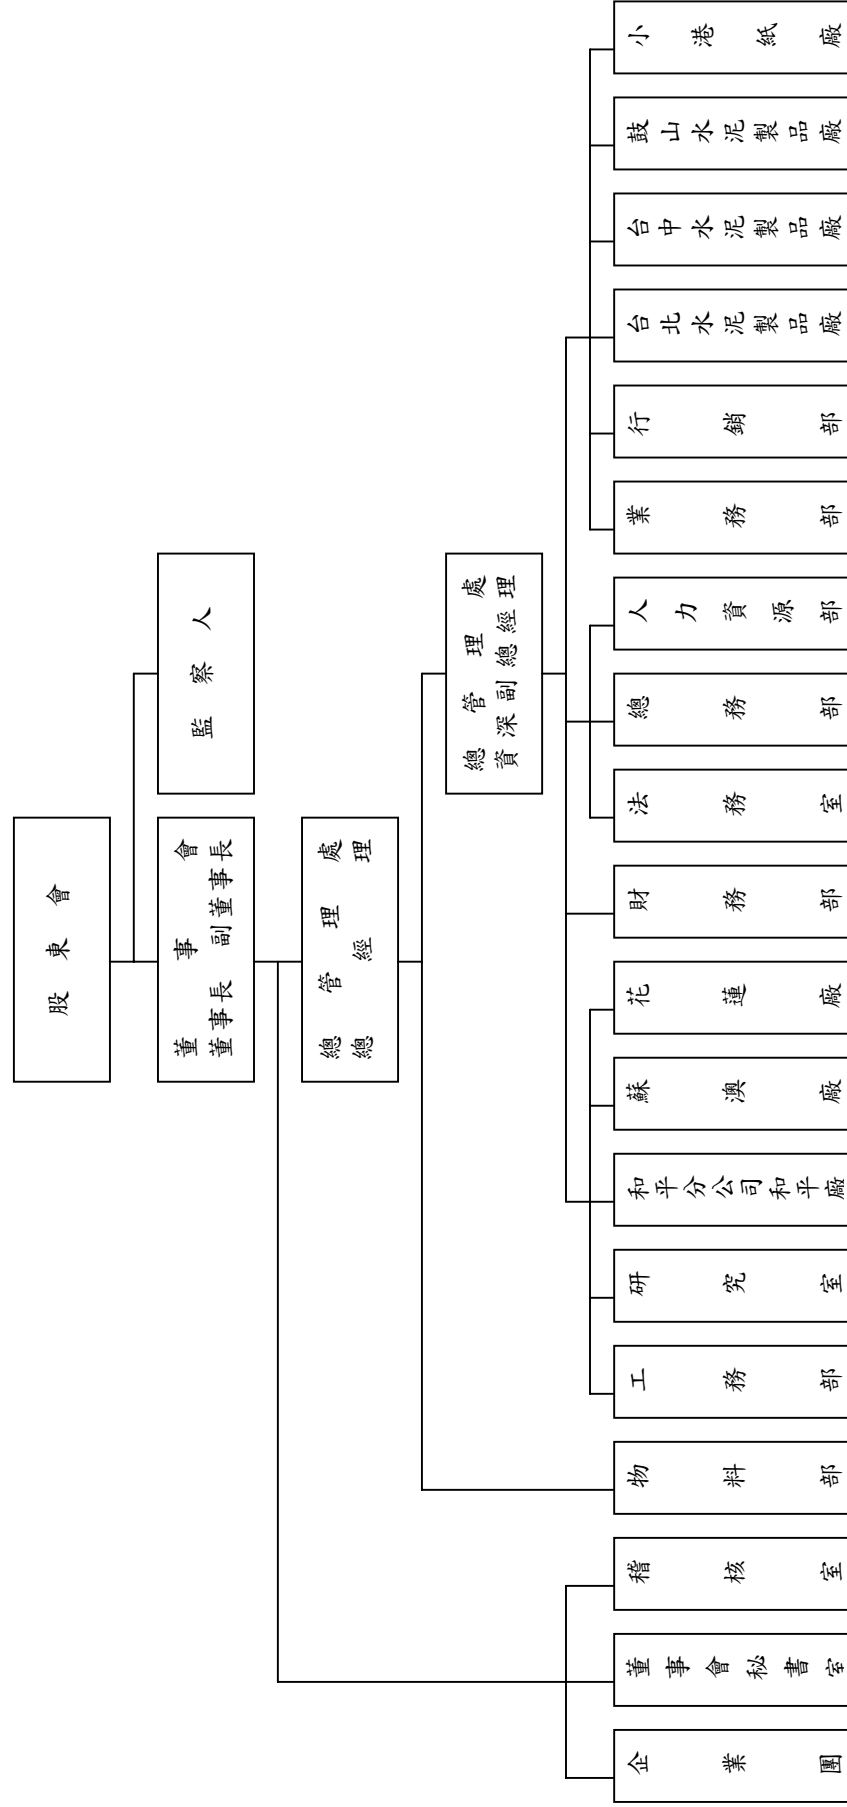 股東會
董事會
董事長 副董事長
監察人
總管理處
總經理
總管理處
資深副總經理
企業團
董事會秘書室
稽核室
物料部
工務部
研究室
和平分公司和平廠
蘇澳廠
花蓮廠
財務部
法務室
總務部
人力資源部
業務部
行銷部
台北水泥製品廠
台中水泥製品廠
鼓山水泥製品廠
小港紙廠